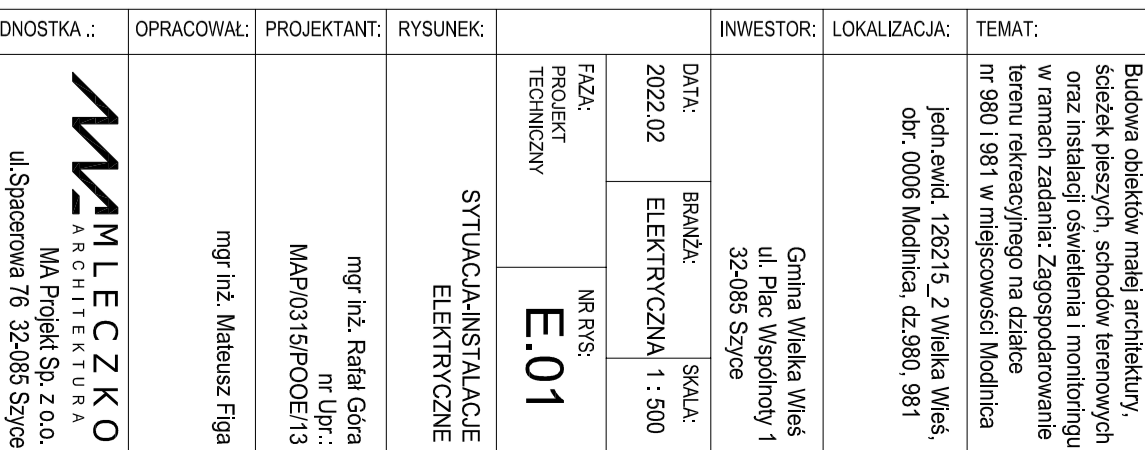 TEMAT:
Budowa obiektów małej architektury,
ścieżek pieszych, schodów terenowych
oraz instalacji oświetlenia i monitoringu
w ramach zadania: Zagospodarowanie
terenu rekreacyjnego na działce
nr 980 i 981 w miejscowości Modlnica
LOKALIZACJA:
jedn.ewid. 126215_2 Wielka Wieś,
obr. 0006 Modlnica, dz.980, 981
INWESTOR:
Gmina Wielka Wieś
ul. Plac Wspólnoty 1
32-085 Szyce
DATA:
2022.02
BRANŻA:
ELEKTRYCZNA
SKALA:
1 : 500
FAZA:
PROJEKT
TECHNICZNY
NR RYS:
E.01
RYSUNEK:
SYTUACJA-INSTALACJE
ELEKTRYCZNE
PROJEKTANT:
mgr inż. Rafał Góra
nr Upr.:
MAP/0315/POOE/13
OPRACOWAŁ:
mgr inż. Mateusz Figa
DNOSTKA .:
MLECZKO
ARCHITEKTURA
MA Projekt Sp. z o.o.
ul.Spacerowa 76 32-085 Szyce